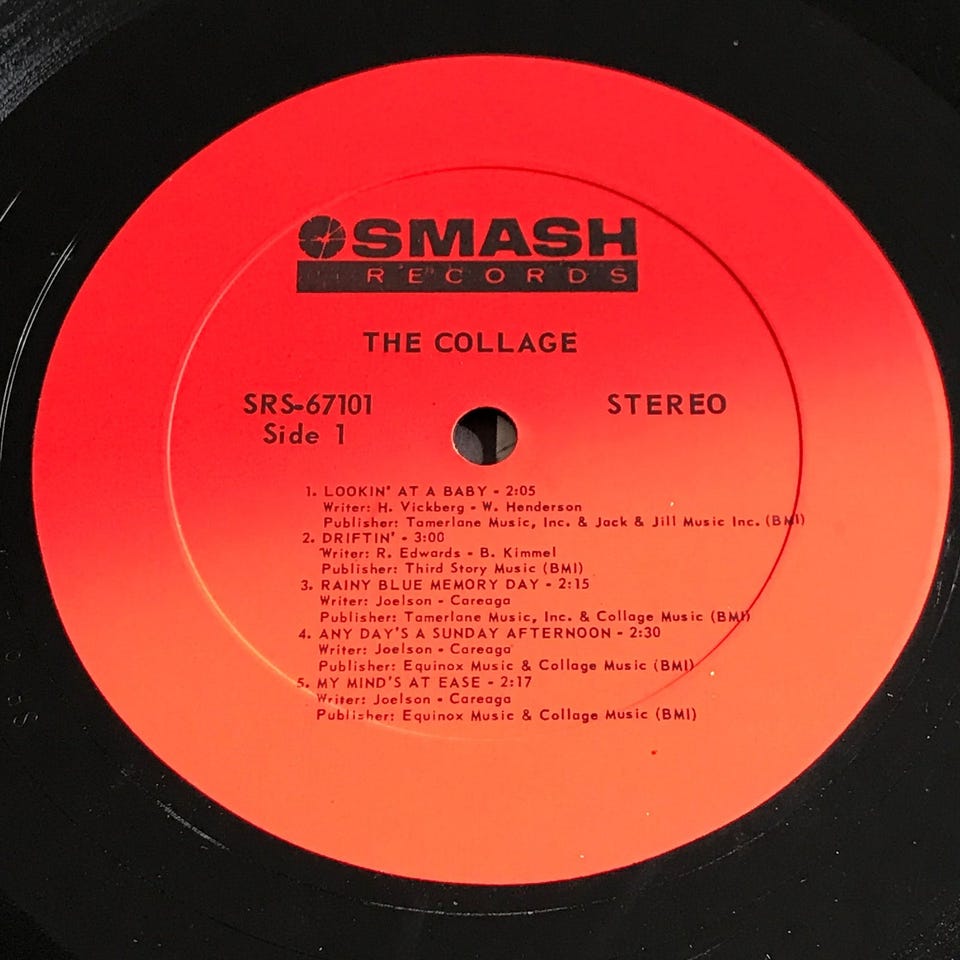 SMASH
RECORDS
THE COLLAGE
SRS-67101 STEREO
Side 1
1. LOOKIN' AT A BABY - 2:05
Writer: H. Vickberg - W. Henderson
Publisher: Tamerlane Music, Inc. & Jack & Jill Music Inc. (BMI)
2. DRIFTIN' - 3:00
Writer: R. Edwards - B. Kimmel
Publisher: Third Story Music (BMI)
3. RAINY BLUE MEMORY DAY - 2:15
Writer: Joelson - Careaga
Publisher: Tamerlane Music, Inc. & Collage Music (BMI)
4. ANY DAY'S A SUNDAY AFTERNOON - 2:30
Writer: Joelson - Careaga
Publisher: Equinox Music & Collage Music (BMI)
5. MY MIND'S AT EASE - 2:17
Writer: Joelson - Careaga
Publisher: Equinox Music & Collage Music (BMI)